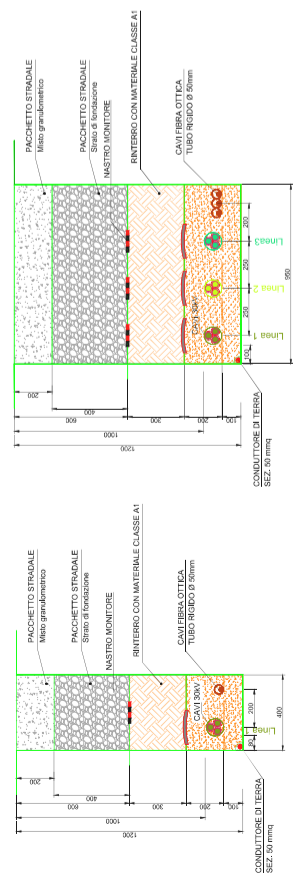 PACCHETTO STRADALE
Misto granulometrico
PACCHETTO STRADALE
Strato di fondazione
NASTRO MONITORE
RINTERRO CON MATERIALE CLASSE A1
CAVI FIBRA OTTICA
TUBO RIGIDO Ø 50mm
CAVI 30kV
Linea 1
200
400
600
300
200
100
1000
1200
80
200
400
CONDUTTORE DI TERRA
SEZ. 50 mmq
PACCHETTO STRADALE
Misto granulometrico
PACCHETTO STRADALE
Strato di fondazione
NASTRO MONITORE
RINTERRO CON MATERIALE CLASSE A1
CAVI FIBRA OTTICA
TUBO RIGIDO Ø 50mm
CAVI 30kV
Linea 1
Linea 2
Linea3
200
400
600
300
200
100
1000
1200
100
250
250
200
950
CONDUTTORE DI TERRA
SEZ. 50 mmq